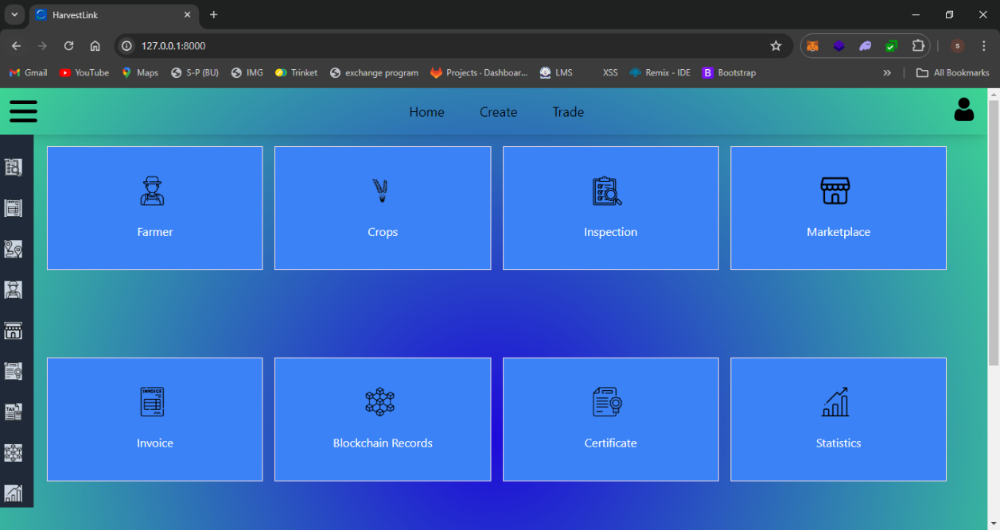 HarvestLink
127.0.0.1:8000
S
Gmail YouTube Maps S-P (BU) IMG Trinket exchange program Projects · Dashboar... LMS XSS Remix - IDE B Bootstrap » All Bookmarks
Home Create Trade
Farmer Crops Inspection Marketplace
INVOICE
TAX
Invoice Blockchain Records Certificate Statistics